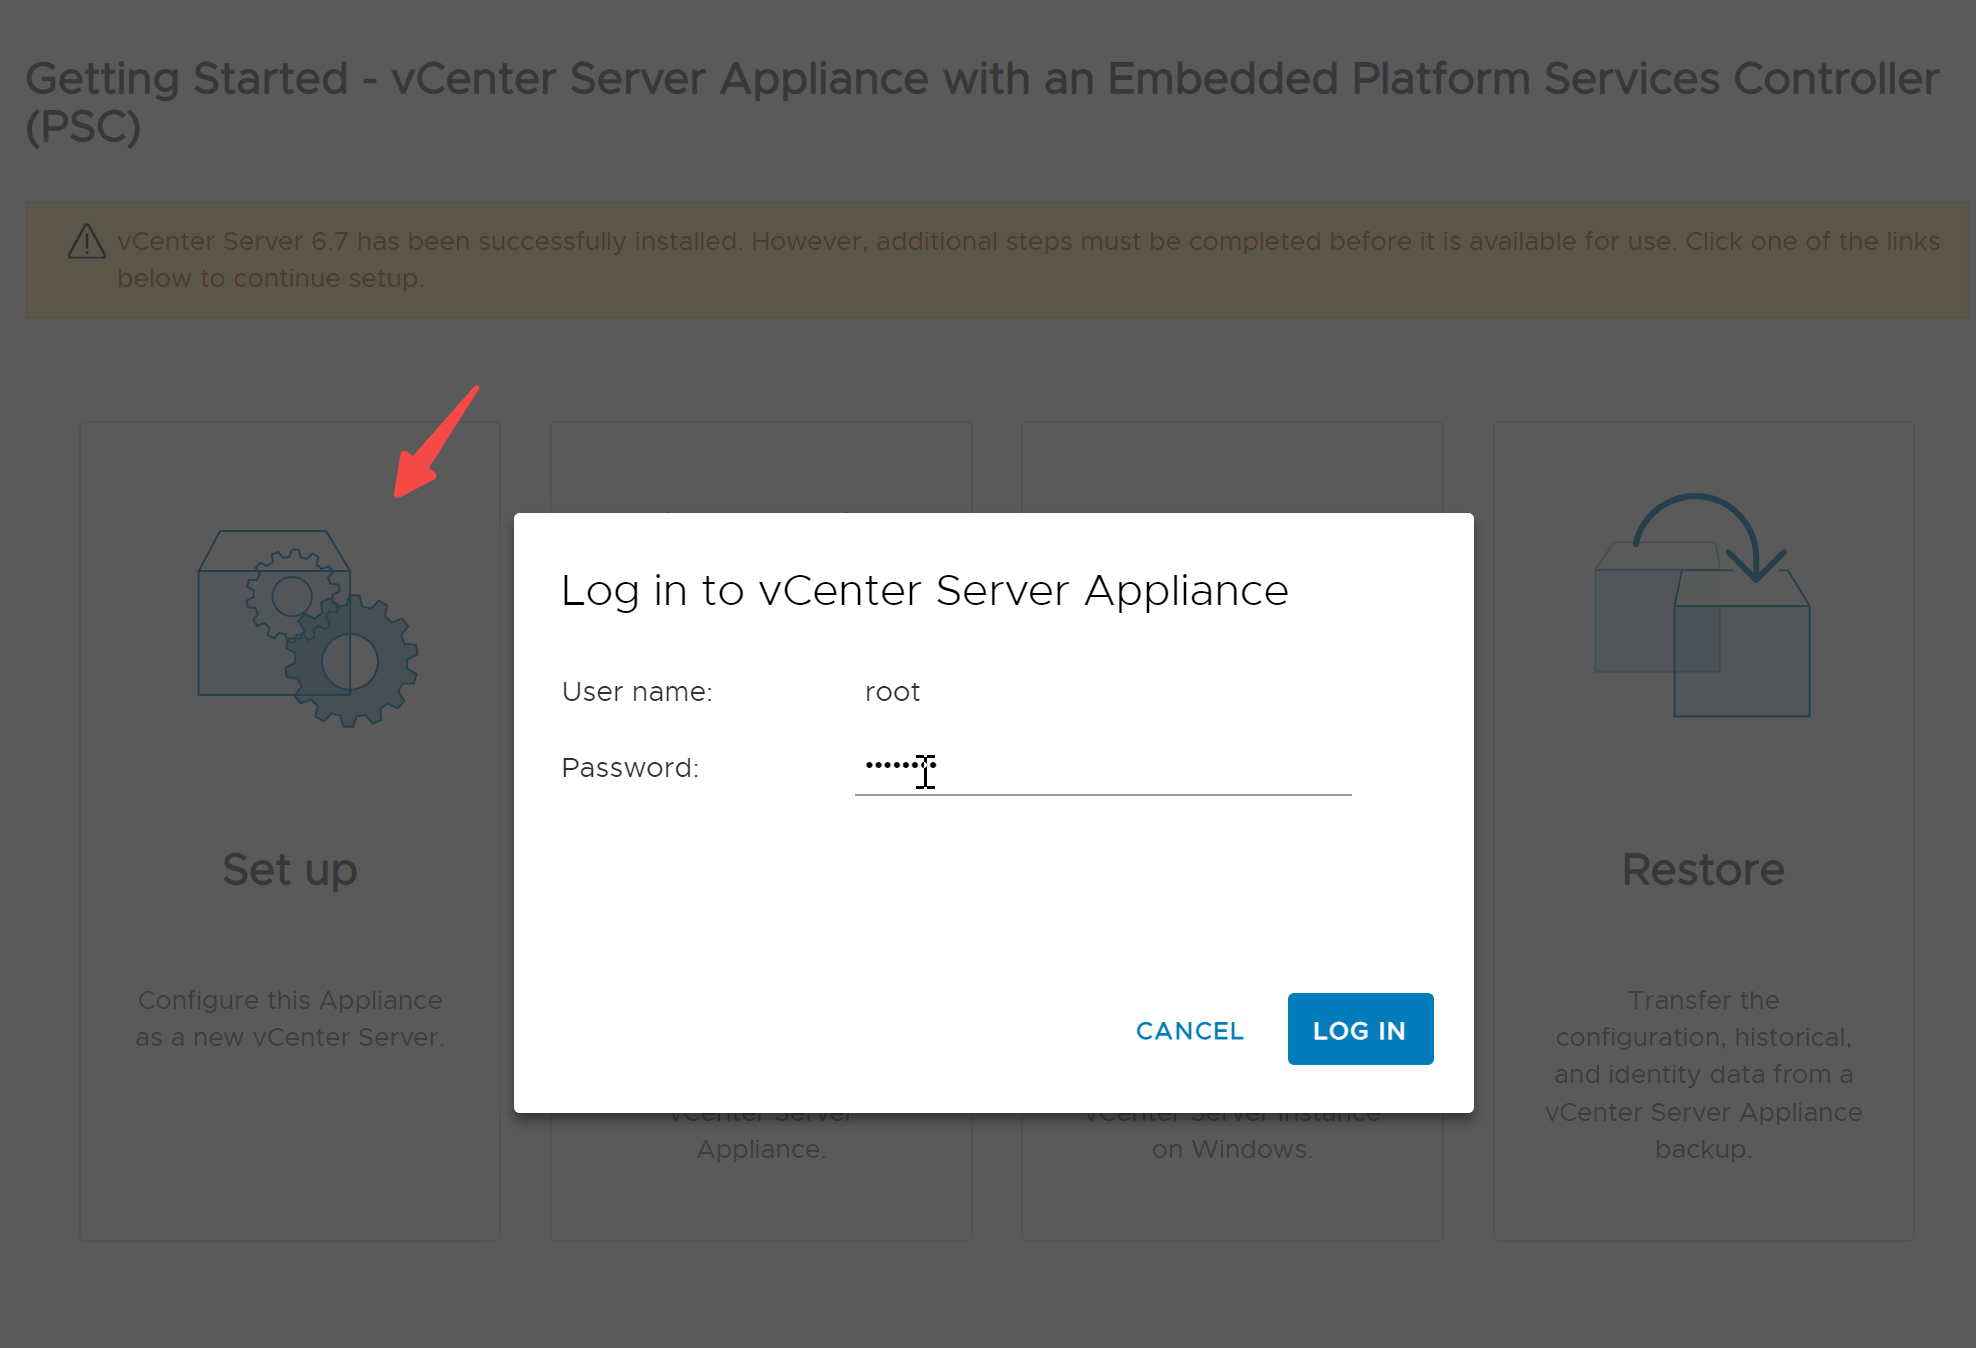 Getting Started - vCenter Server Appliance with an Embedded Platform Services Controller
(PSC)
vCenter Server 6.7 has been successfully installed. However, additional steps must be completed before it is available for use. Click one of the links
below to continue setup.
Log in to vCenter Server Appliance
User name: root
Password: ••••••••
CANCEL
LOG IN
Set up
Configure this Appliance
as a new vCenter Server.
vCenter Server
Appliance.
vCenter Server instance
on Windows.
Restore
Transfer the
configuration, historical,
and identity data from a
vCenter Server Appliance
backup.